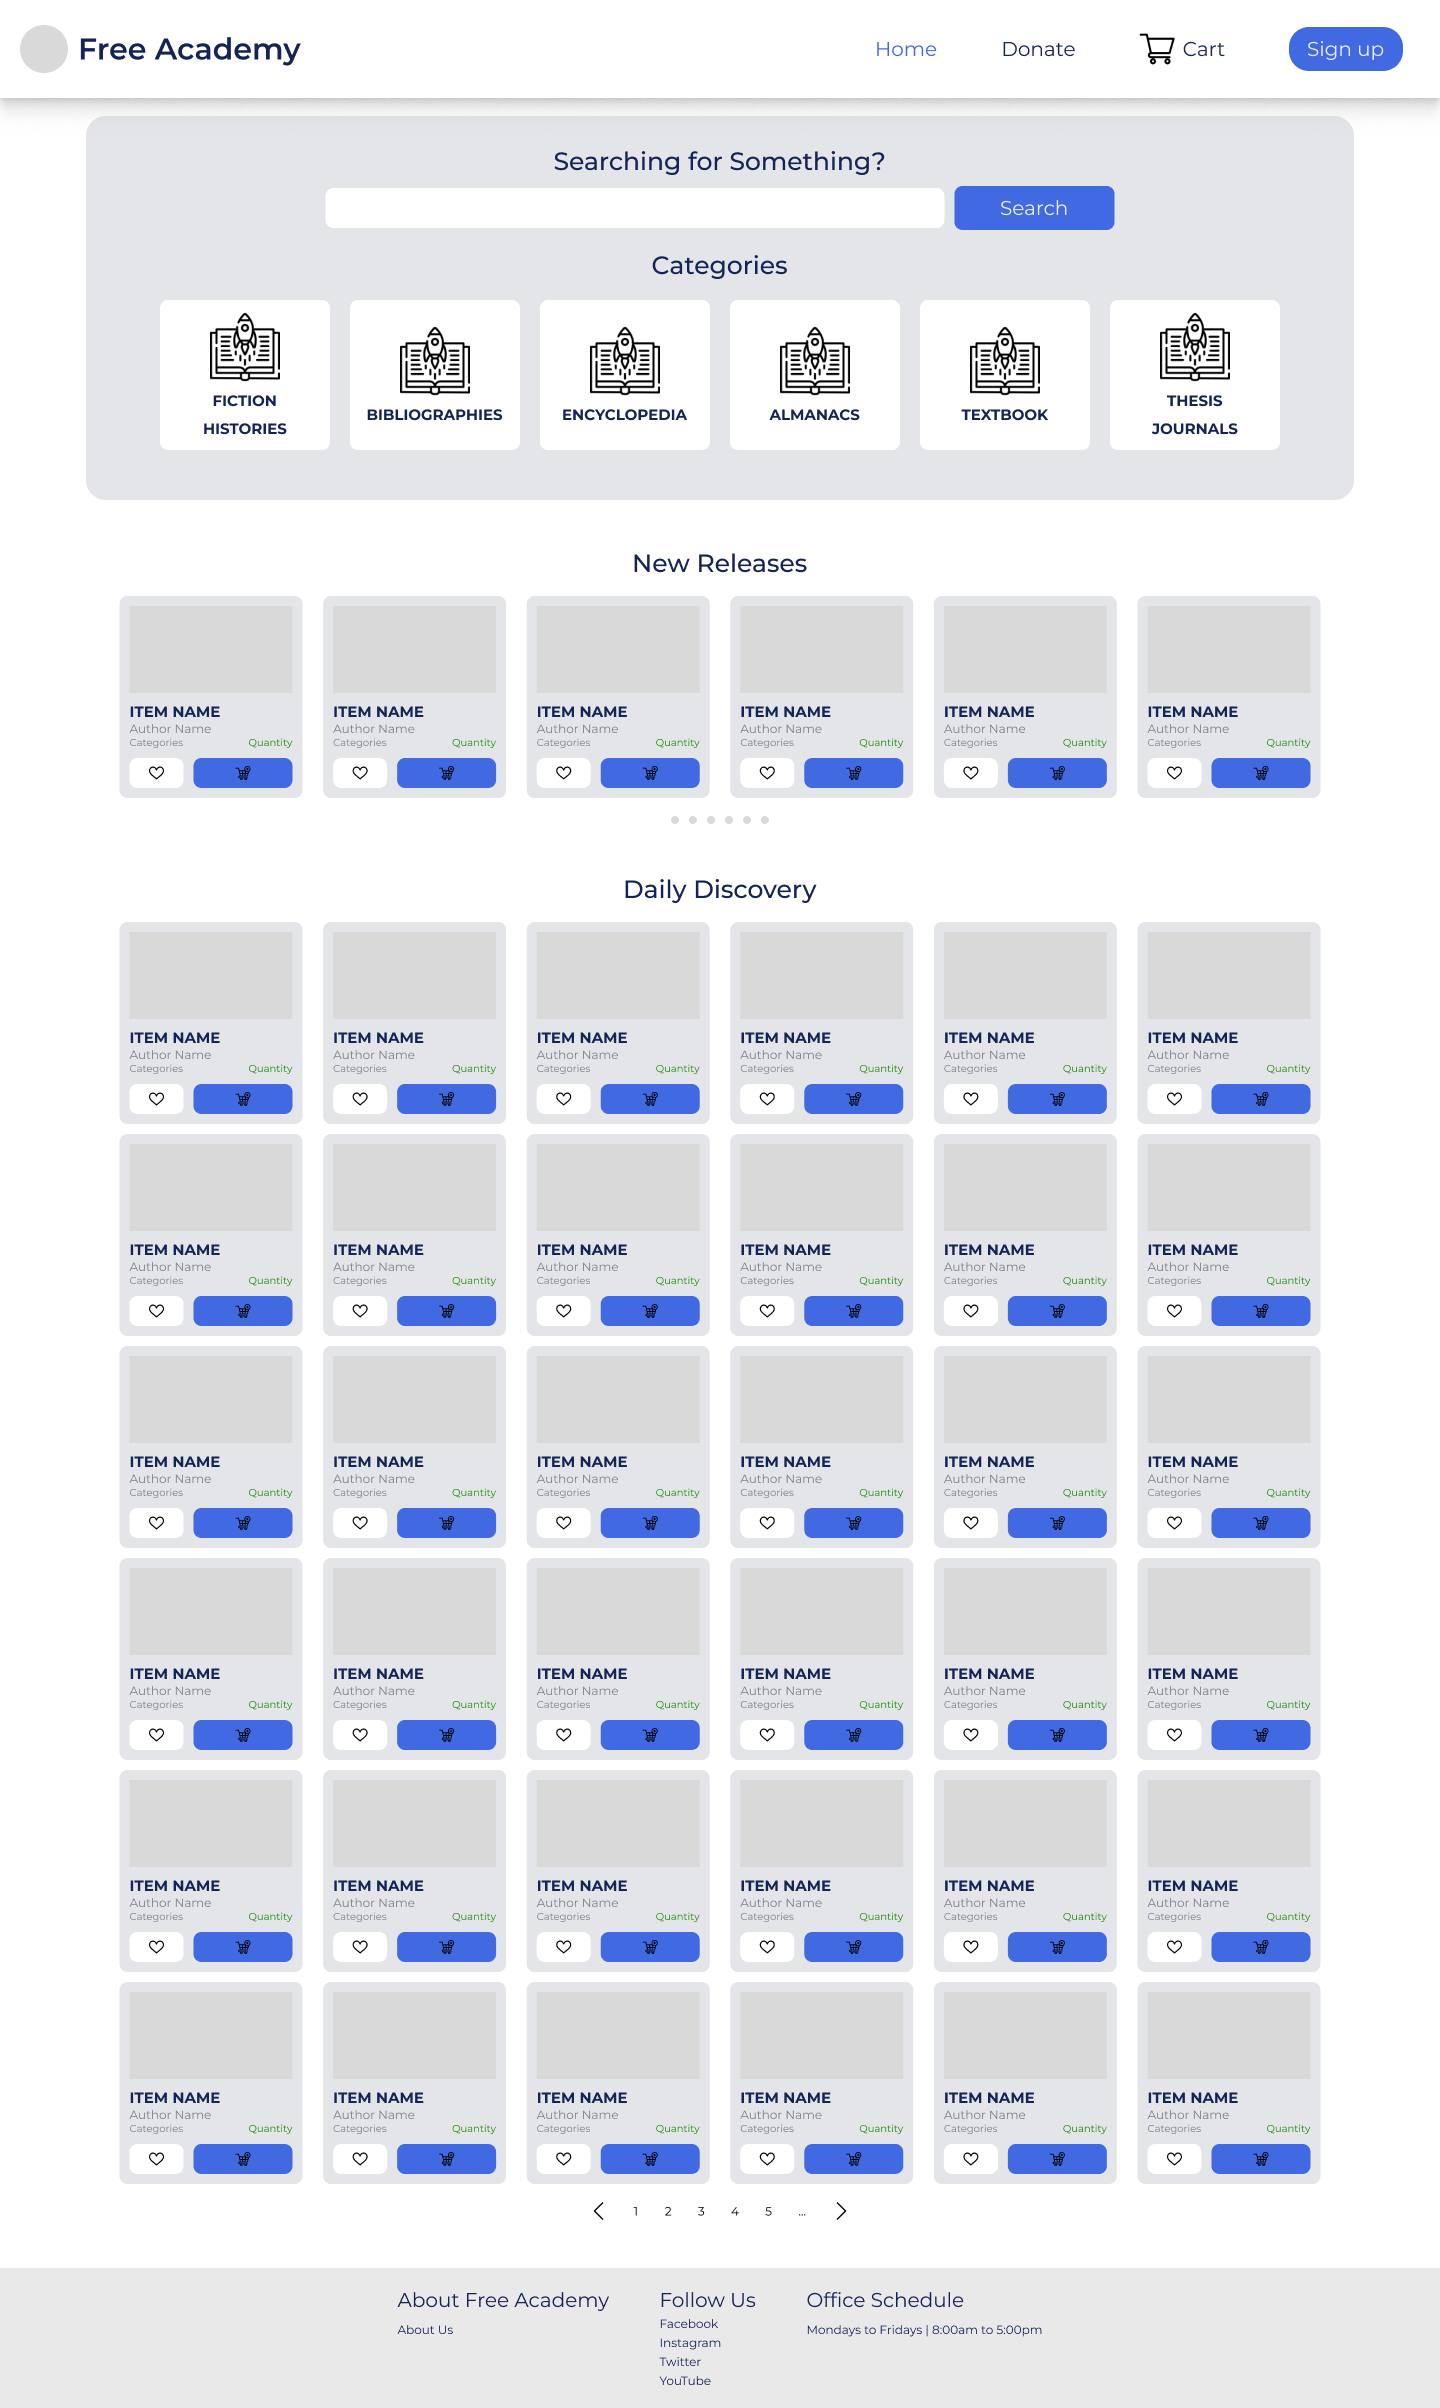 Free Academy
Home Donate Cart Sign up
Searching for Something?
Search
Categories
FICTION HISTORIES
BIBLIOGRAPHIES
ENCYCLOPEDIA
ALMANACS
TEXTBOOK
THESIS JOURNALS
New Releases
ITEM NAME ITEM NAME ITEM NAME ITEM NAME ITEM NAME ITEM NAME
Author Name Author Name Author Name Author Name Author Name Author Name
Categories Quantity Categories Quantity Categories Quantity Categories Quantity Categories Quantity Categories Quantity
Daily Discovery
ITEM NAME ITEM NAME ITEM NAME ITEM NAME ITEM NAME ITEM NAME
Author Name Author Name Author Name Author Name Author Name Author Name
Categories Quantity Categories Quantity Categories Quantity Categories Quantity Categories Quantity Categories Quantity
ITEM NAME ITEM NAME ITEM NAME ITEM NAME ITEM NAME ITEM NAME
Author Name Author Name Author Name Author Name Author Name Author Name
Categories Quantity Categories Quantity Categories Quantity Categories Quantity Categories Quantity Categories Quantity
ITEM NAME ITEM NAME ITEM NAME ITEM NAME ITEM NAME ITEM NAME
Author Name Author Name Author Name Author Name Author Name Author Name
Categories Quantity Categories Quantity Categories Quantity Categories Quantity Categories Quantity Categories Quantity
ITEM NAME ITEM NAME ITEM NAME ITEM NAME ITEM NAME ITEM NAME
Author Name Author Name Author Name Author Name Author Name Author Name
Categories Quantity Categories Quantity Categories Quantity Categories Quantity Categories Quantity Categories Quantity
ITEM NAME ITEM NAME ITEM NAME ITEM NAME ITEM NAME ITEM NAME
Author Name Author Name Author Name Author Name Author Name Author Name
Categories Quantity Categories Quantity Categories Quantity Categories Quantity Categories Quantity Categories Quantity
ITEM NAME ITEM NAME ITEM NAME ITEM NAME ITEM NAME ITEM NAME
Author Name Author Name Author Name Author Name Author Name Author Name
Categories Quantity Categories Quantity Categories Quantity Categories Quantity Categories Quantity Categories Quantity
1 2 3 4 5 ...
About Free Academy
About Us
Follow Us
Facebook
Instagram
Twitter
YouTube
Office Schedule
Mondays to Fridays | 8:00am to 5:00pm